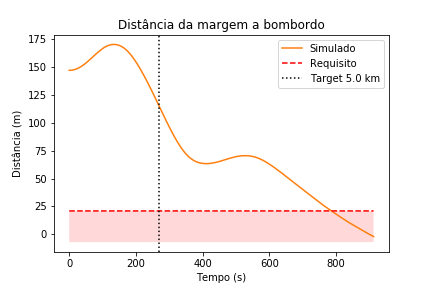 Distância da margem a bombordo
Simulado
Requisito
Target 5.0 km
Distância (m)
175
150
125
100
75
50
25
0
0
200
400
600
800
Tempo (s)